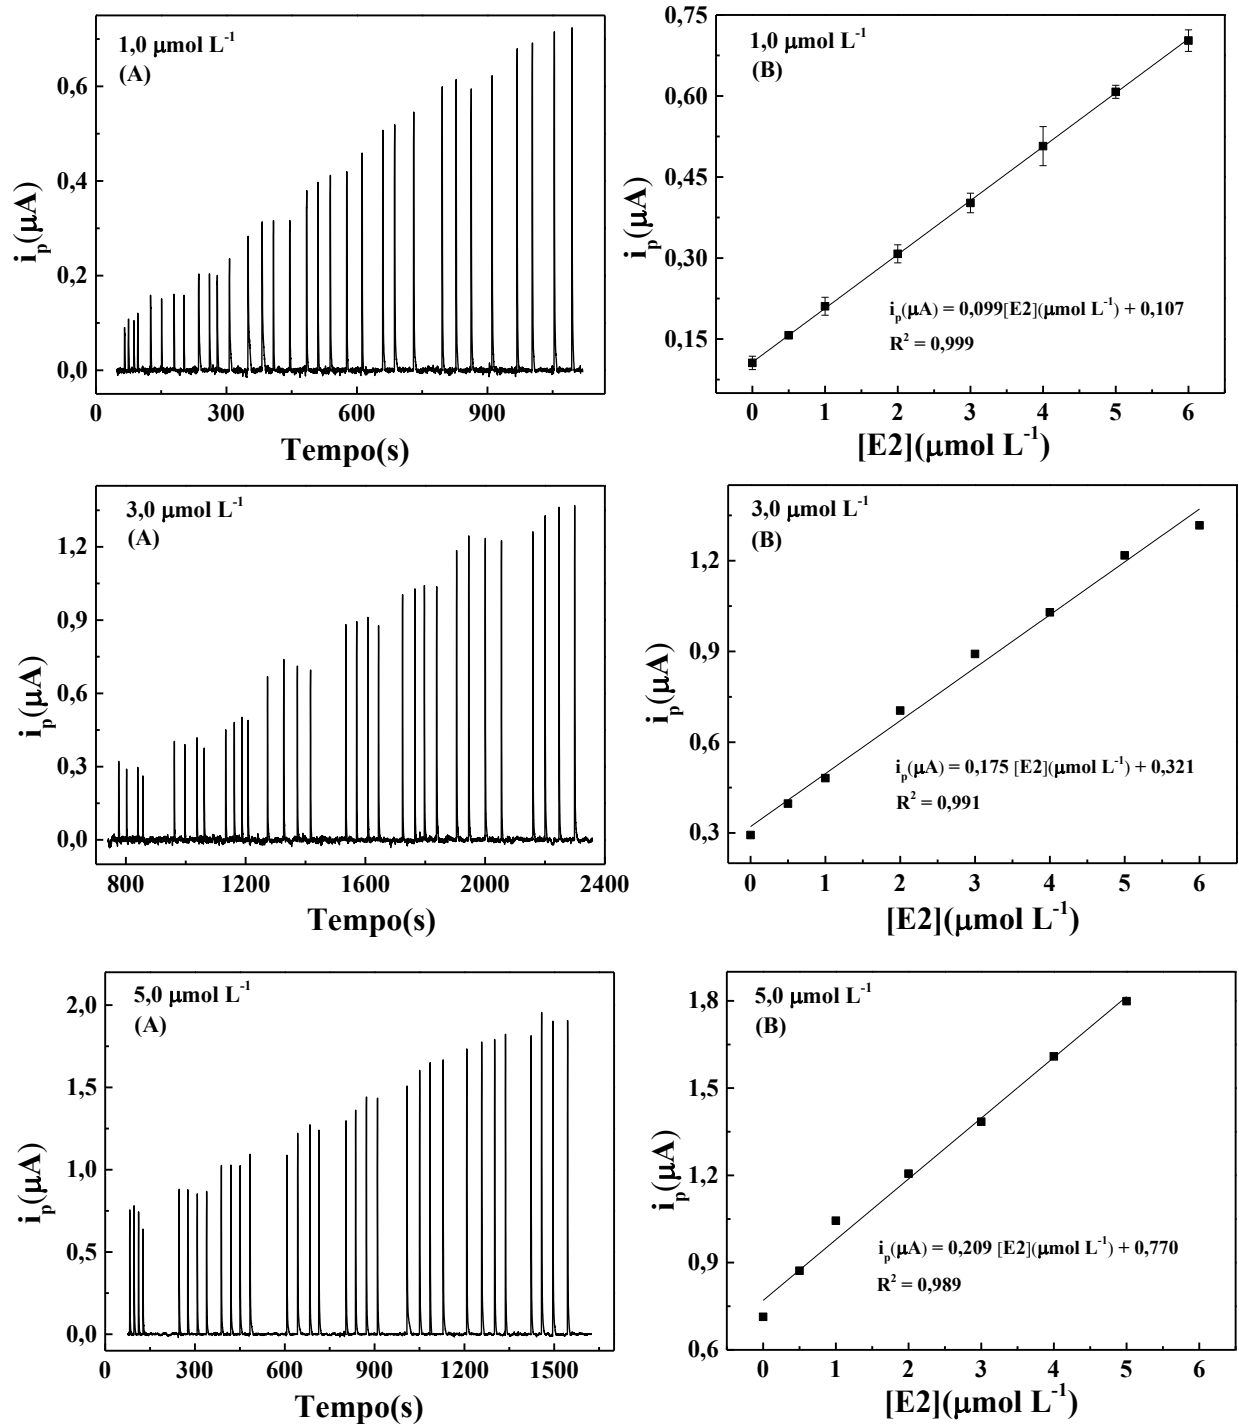 1,0 μmol L⁻¹
(A)
0,6
0,4
0,2
0,0
iₚ(μA)
0 300 600 900
Tempo(s)
1,0 μmol L⁻¹
(B)
0,75
0,60
0,45
0,30
0,15
iₚ(μA)
iₚ(μA) = 0,099[E2](μmol L⁻¹) + 0,107
R² = 0,999
0 1 2 3 4 5 6
[E2](μmol L⁻¹)
3,0 μmol L⁻¹
(A)
1,2
0,9
0,6
0,3
0,0
iₚ(μA)
800 1200 1600 2000 2400
Tempo(s)
3,0 μmol L⁻¹
(B)
1,2
0,9
0,6
0,3
iₚ(μA)
iₚ(μA) = 0,175 [E2](μmol L⁻¹) + 0,321
R² = 0,991
0 1 2 3 4 5 6
[E2](μmol L⁻¹)
5,0 μmol L⁻¹
(A)
2,0
1,5
1,0
0,5
0,0
iₚ(μA)
0 300 600 900 1200 1500
Tempo(s)
5,0 μmol L⁻¹
(B)
1,8
1,5
1,2
0,9
0,6
iₚ(μA)
iₚ(μA) = 0,209 [E2](μmol L⁻¹) + 0,770
R² = 0,989
0 1 2 3 4 5 6
[E2](μmol L⁻¹)